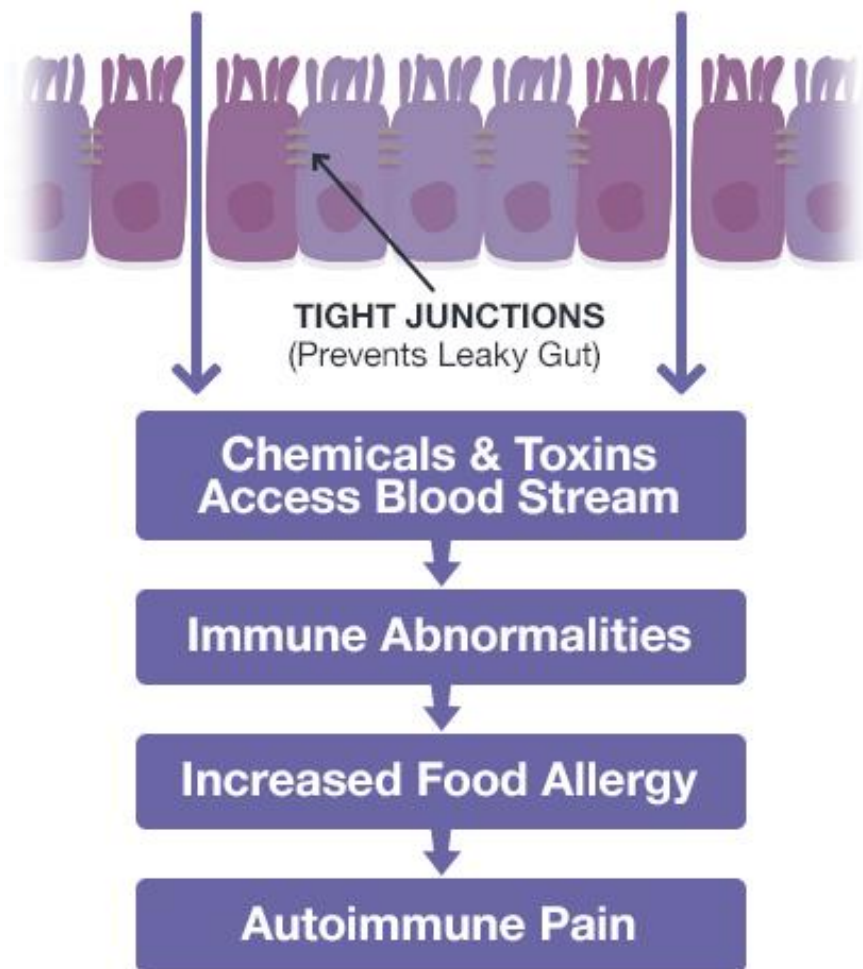 TIGHT JUNCTIONS
(Prevents Leaky Gut)
Chemicals & Toxins
Access Blood Stream
Immune Abnormalities
Increased Food Allergy
Autoimmune Pain